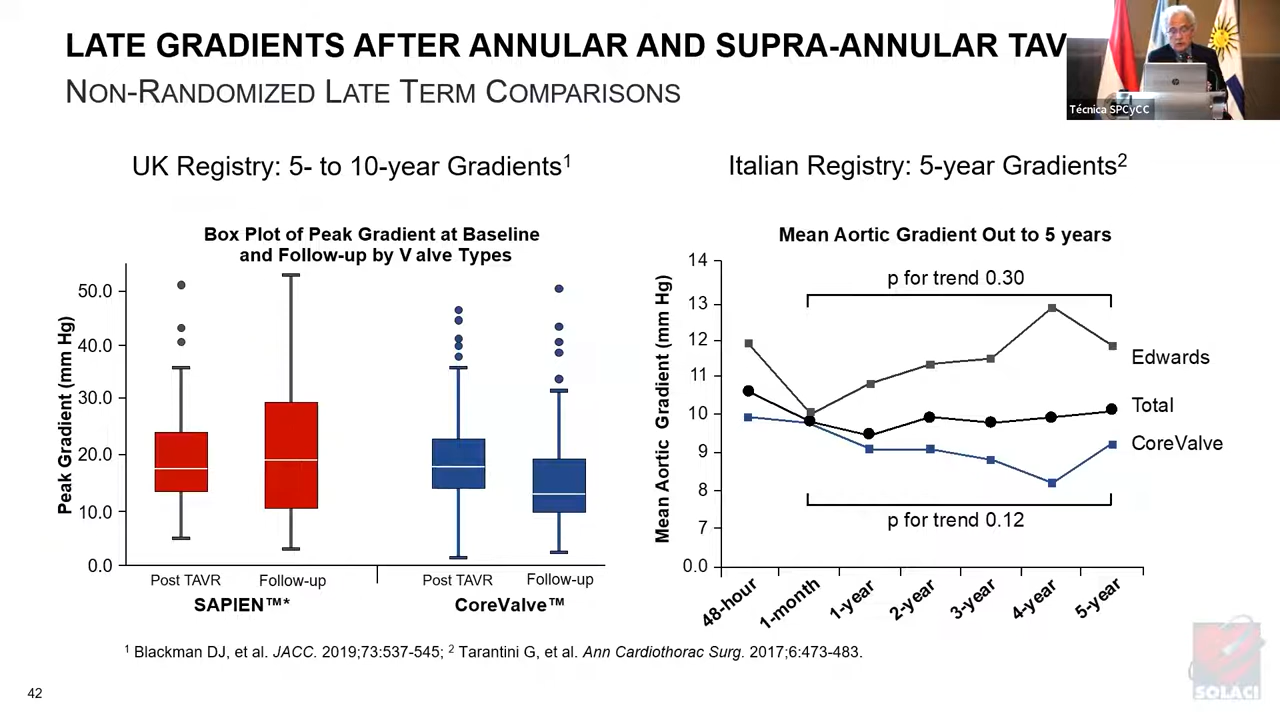 LATE GRADIENTS AFTER ANNULAR AND SUPRA-ANNULAR TAV
NON-RANDOMIZED LATE TERM COMPARISONS
Técnica SPCyCC
UK Registry: 5- to 10-year Gradients1
Box Plot of Peak Gradient at Baseline
and Follow-up by V alve Types
Peak Gradient (mm Hg)
50.0
40.0
30.0
20.0
10.0
0.0
Post TAVR
Follow-up
Post TAVR
Follow-up
SAPIEN™*
CoreValve™
Italian Registry: 5-year Gradients2
Mean Aortic Gradient Out to 5 years
Mean Aortic Gradient (mm Hg)
14
13
12
11
10
9
8
7
0.0
p for trend 0.30
Edwards
Total
CoreValve
p for trend 0.12
48-hour
1-month
1-year
2-year
3-year
4-year
5-year
1 Blackman DJ, et al. JACC. 2019;73:537-545; 2 Tarantini G, et al. Ann Cardiothorac Surg. 2017;6:473-483.
42
SOLACI